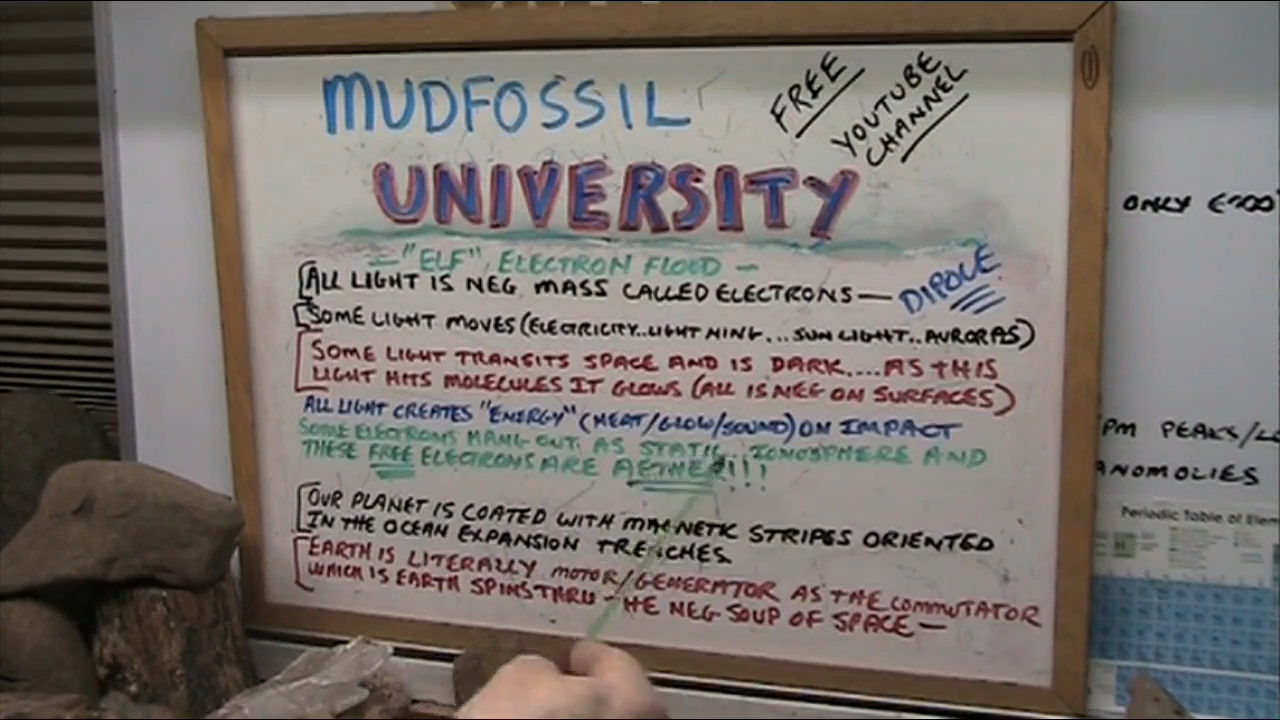 MUDFOSSIL
UNIVERSITY
FREE
YOUTUBE
CHANNEL
- "ELF" ELECTRON FLOOD -
ALL LIGHT IS NEG. MASS CALLED ELECTRONS —
DIPOLE
SOME LIGHT MOVES (ELECTRICITY..LIGHTNING...SUNLIGHT..AURORAS)
SOME LIGHT TRANSITS SPACE AND IS DARK....AS THIS
LIGHT HITS MOLECULES IT GLOWS (ALL IS NEG ON SURFACES)
ALL LIGHT CREATES "ENERGY" (HEAT/GLOW/SOUND) ON IMPACT
SOME ELECTRONS HANG OUT AS STATIC.. IONOSPHERE AND
THESE FREE ELECTRONS ARE AETHER!!!
OUR PLANET IS COATED WITH MAGNETIC STRIPES ORIENTED
IN THE OCEAN EXPANSION TRENCHES
EARTH IS LITERALLY MOTOR/GENERATOR AS THE COMMUTATOR
WHICH IS EARTH SPINS THRU THE NEG SOUP OF SPACE —
1
ONLY
PM PEAKS/
ANOMOLIES
Periodic Table of Elem